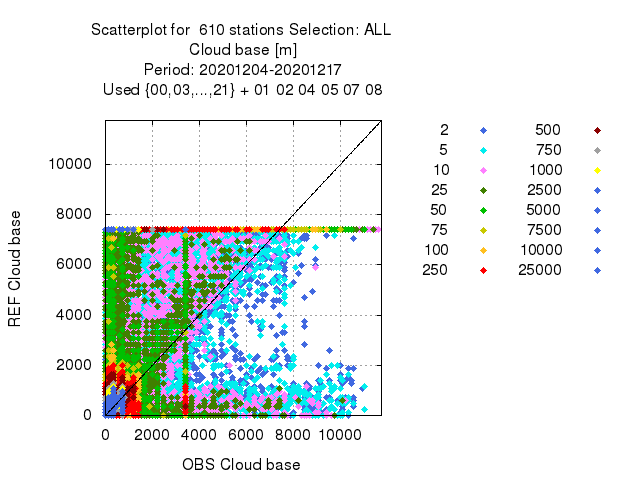 Scatterplot for  610 stations Selection: ALL
Cloud base [m]
Period: 20201204-20201217
Used {00,03,...,21} + 01 02 04 05 07 08
REF Cloud base
10000
8000
6000
4000
2000
0
0 2000 4000 6000 8000 10000
OBS Cloud base
2 500
5 750
10 1000
25 2500
50 5000
75 7500
100 10000
250 25000